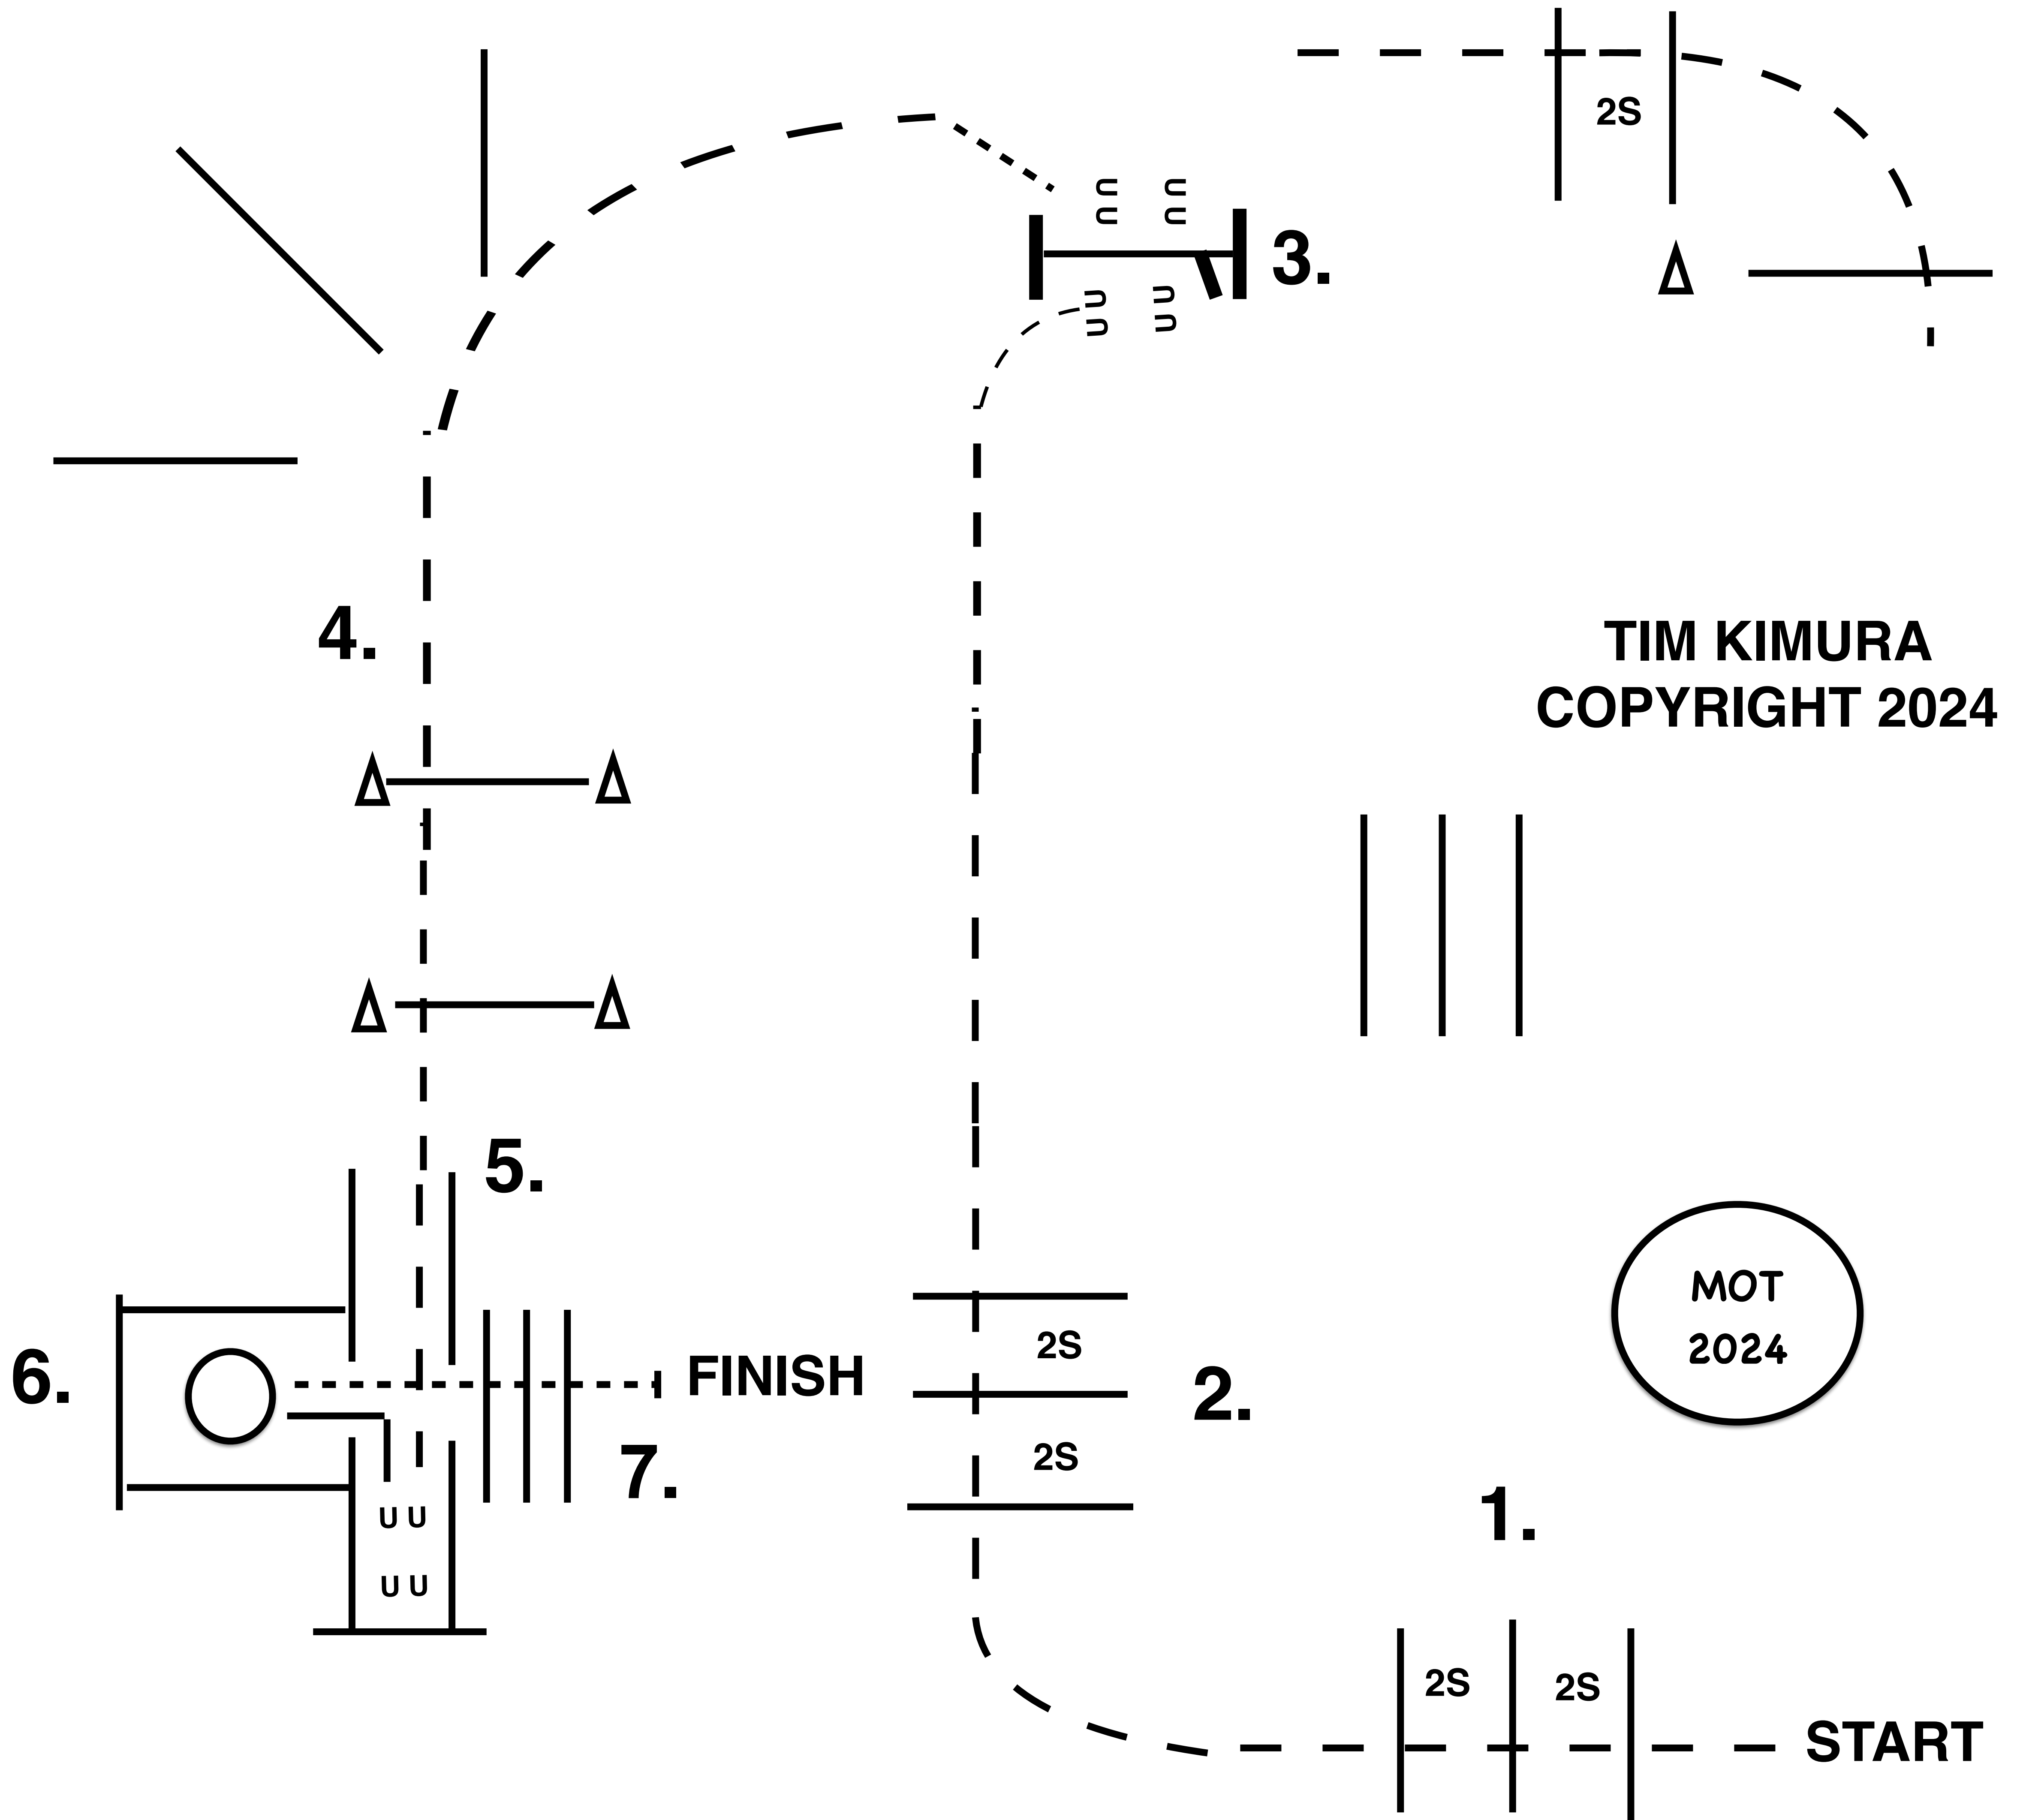 2S
3.
4.
TIM KIMURA
COPYRIGHT 2024
5.
MOT
2024
2S
6.
FINISH
2.
2S
7.
1.
2S
2S
START